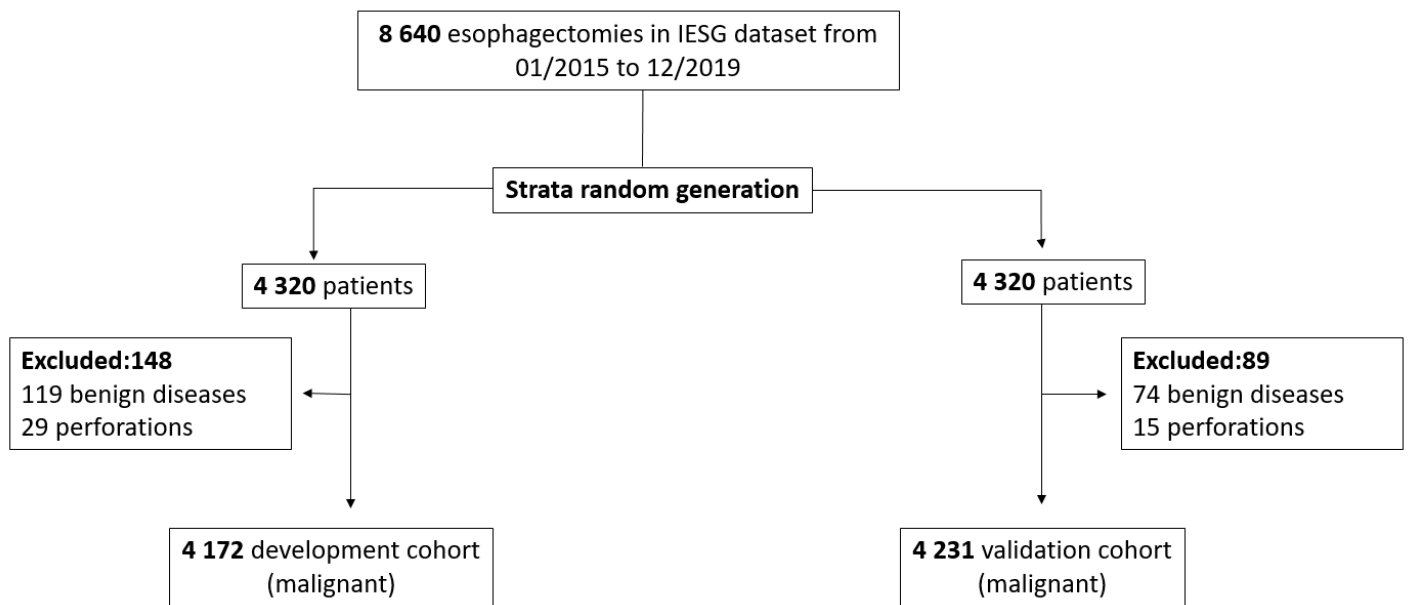 8 640 esophagectomies in IESG dataset from
01/2015 to 12/2019
Strata random generation
4 320 patients
4 320 patients
Excluded:148
119 benign diseases
29 perforations
Excluded:89
74 benign diseases
15 perforations
4 172 development cohort
(malignant)
4 231 validation cohort
(malignant)